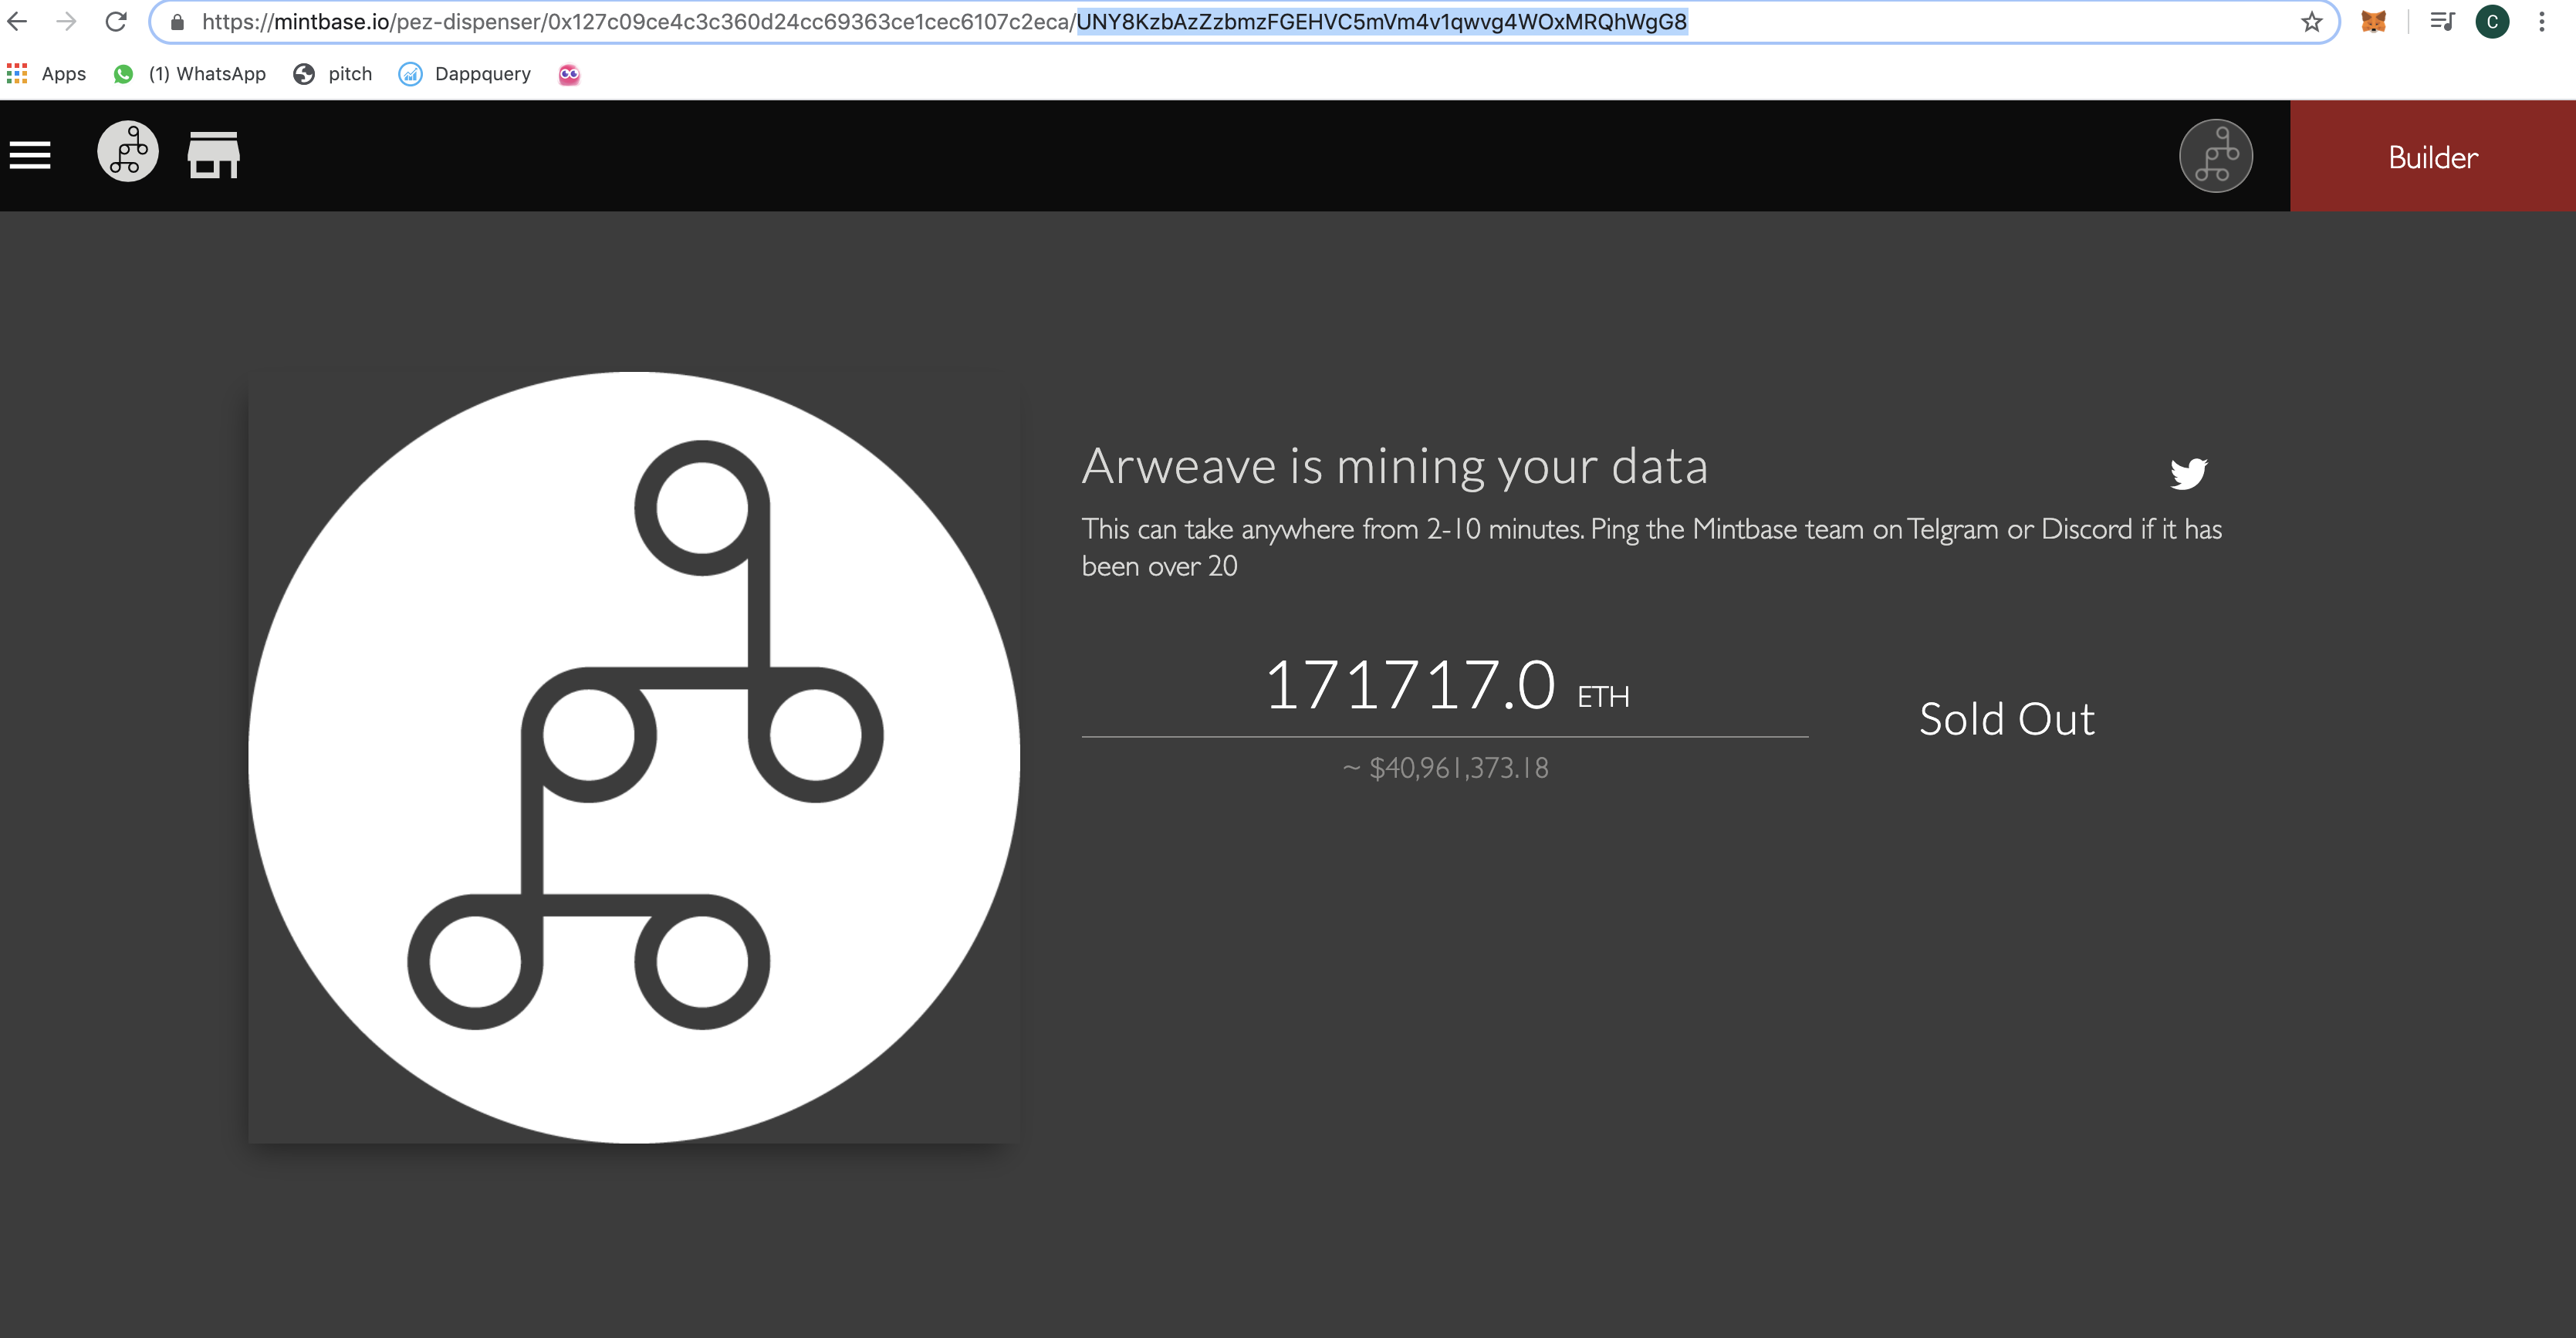 https://mintbase.io/pez-dispenser/0x127c09ce4c3c360d24cc69363ce1cec6107c2eca/UNY8KzbAzZzbmzFGEHVC5mVm4v1qwvg4WOxMRQhWgG8
C
Apps (1) WhatsApp pitch Dappquery
Builder
Arweave is mining your data
This can take anywhere from 2-10 minutes. Ping the Mintbase team on Telgram or Discord if it has
been over 20
171717.0 ETH
Sold Out
~ $40,961,373.18